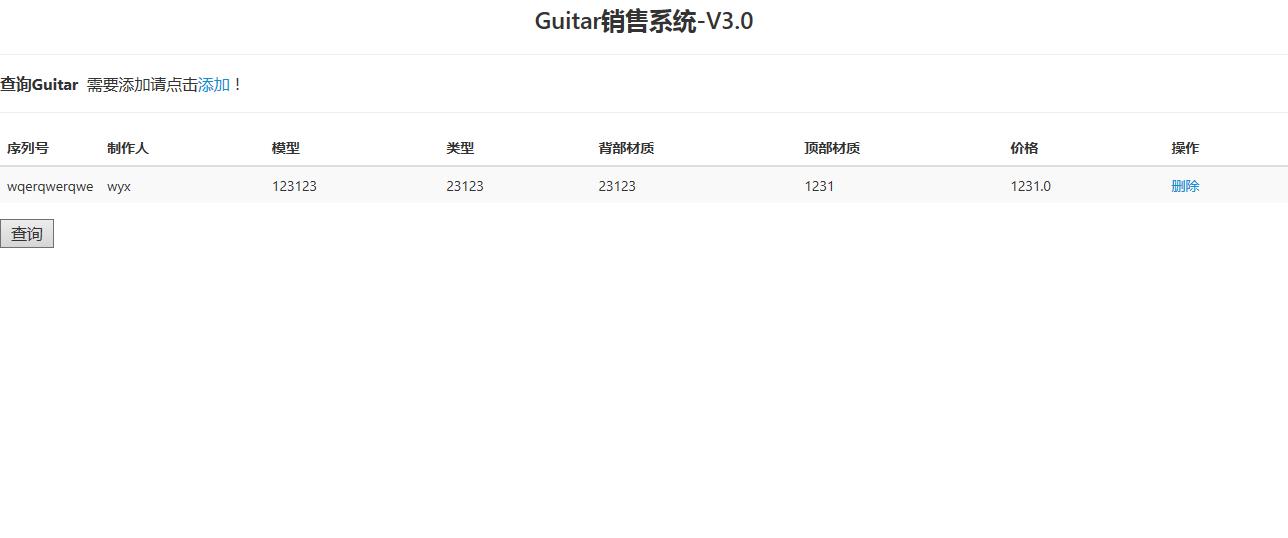 Guitar销售系统-V3.0
查询Guitar 需要添加请点击添加！
序列号 制作人 模型 类型 背部材质 顶部材质 价格 操作
wqerqwerqwe wyx 123123 23123 23123 1231 1231.0 删除
查询